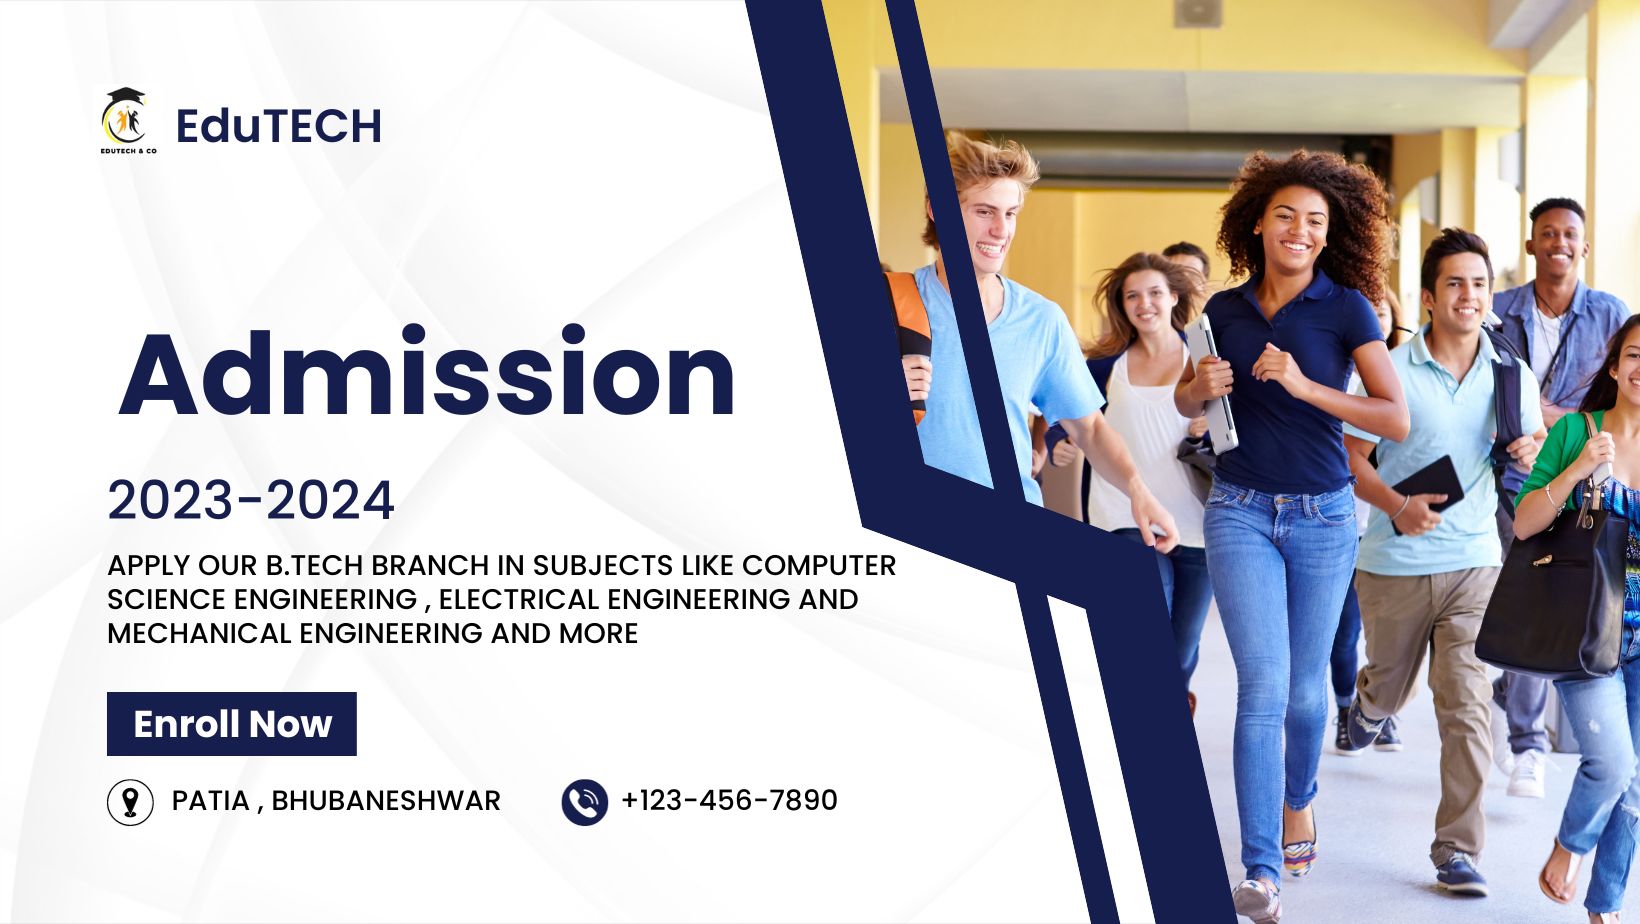 EDUTECH & CO
EduTECH
Admission
2023-2024
APPLY OUR B.TECH BRANCH IN SUBJECTS LIKE COMPUTER
SCIENCE ENGINEERING , ELECTRICAL ENGINEERING AND
MECHANICAL ENGINEERING AND MORE
Enroll Now
PATIA , BHUBANESHWAR
+123-456-7890